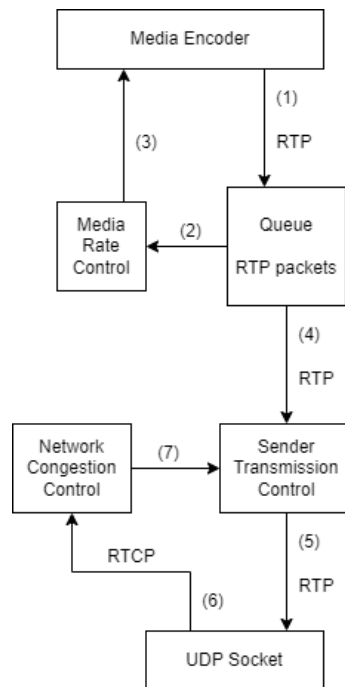 Media Encoder
(1)
(3)
RTP
Media
Rate
Control
(2)
Queue
RTP packets
(4)
RTP
Network
Congestion
Control
(7)
Sender
Transmission
Control
(5)
RTCP
RTP
(6)
UDP Socket